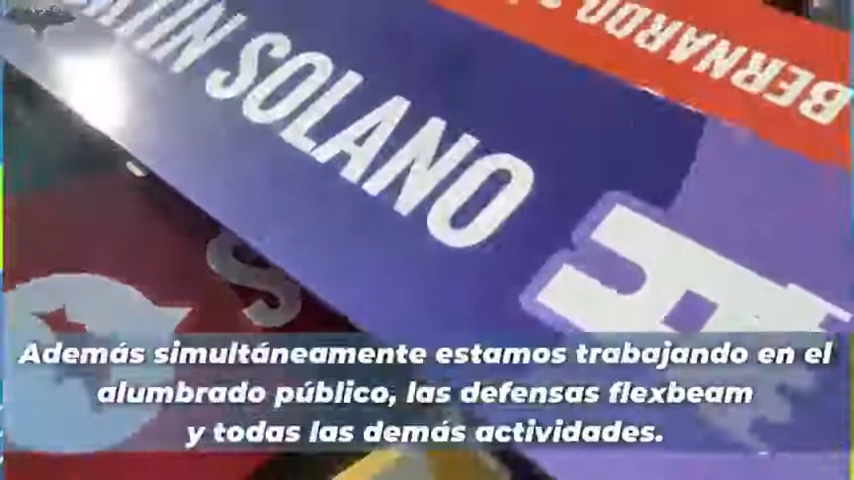 BERNARDO
SOLANO
S
Además simultáneamente estamos trabajando en el
alumbrado público, las defensas flexbeam
y todas las demás actividades.